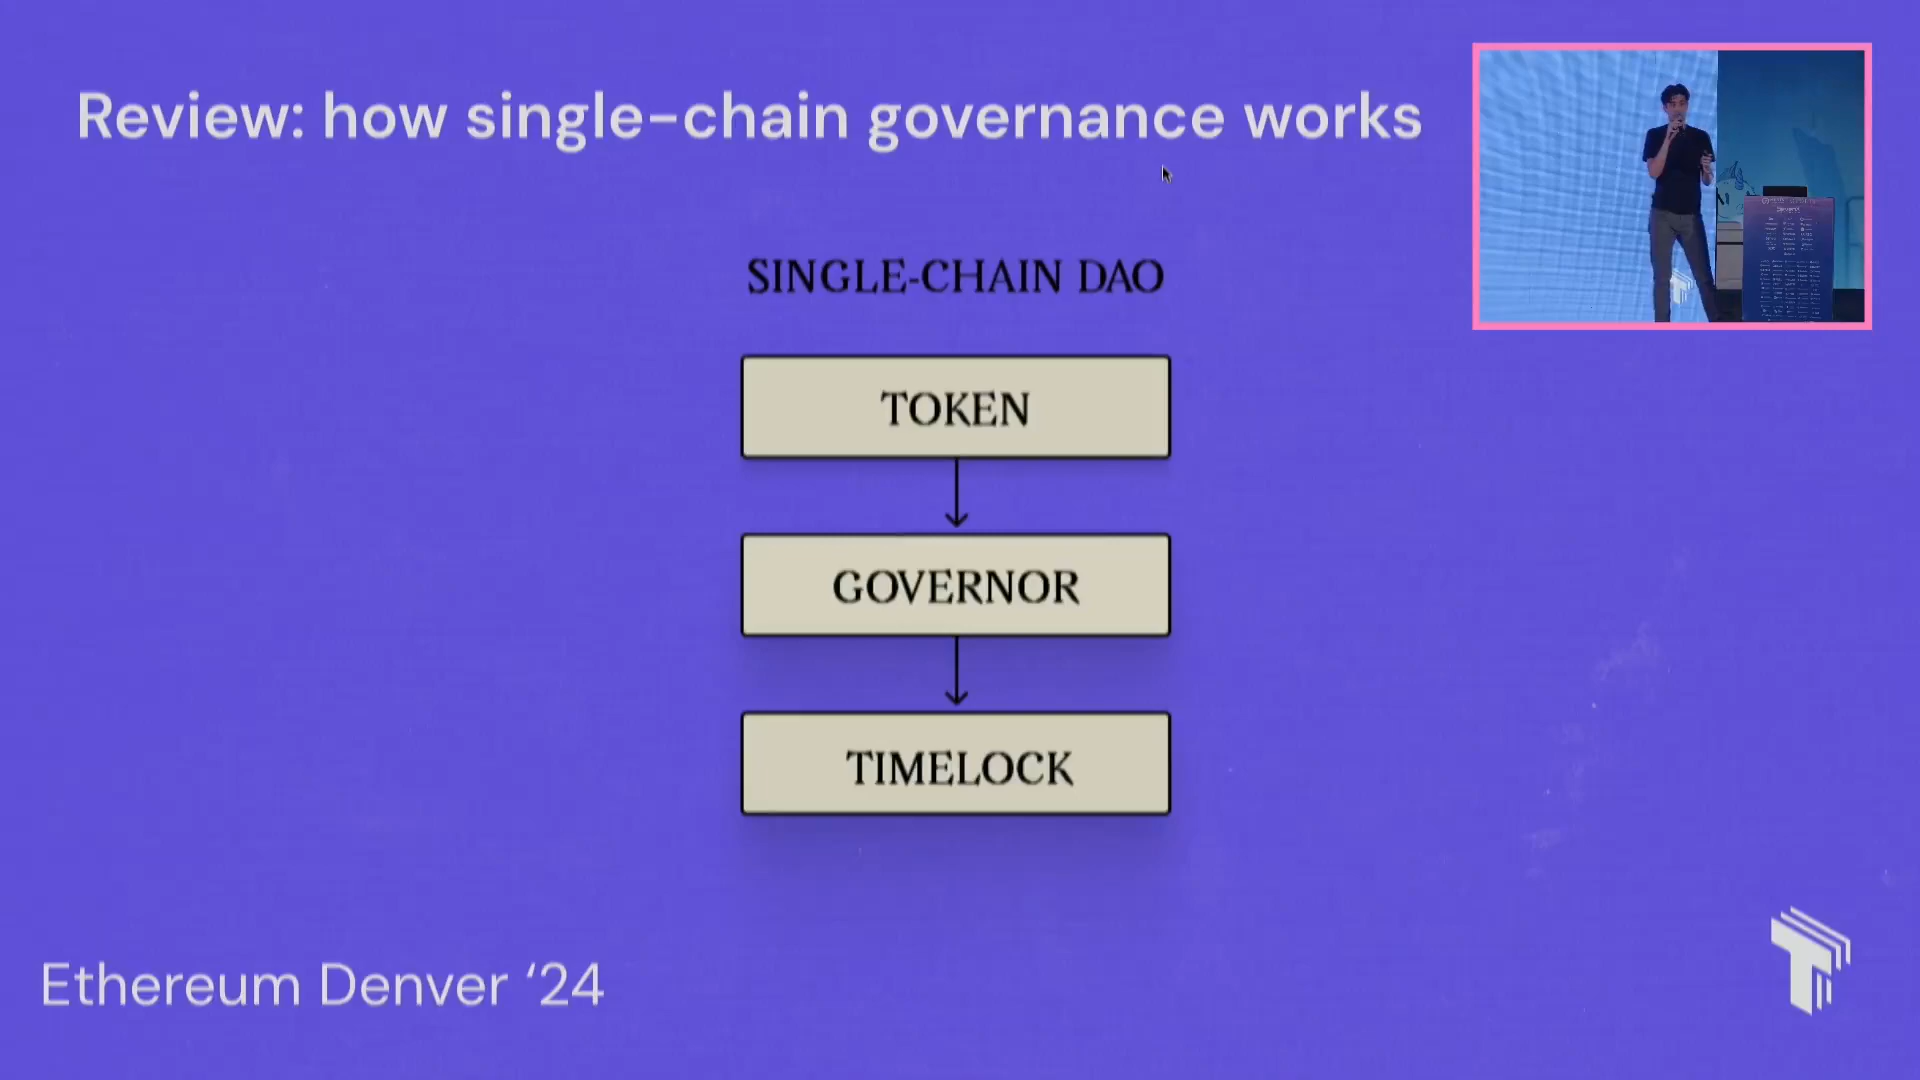 Review: how single-chain governance works
SINGLE-CHAIN DAO
TOKEN
GOVERNOR
TIMELOCK
Ethereum Denver ‘24